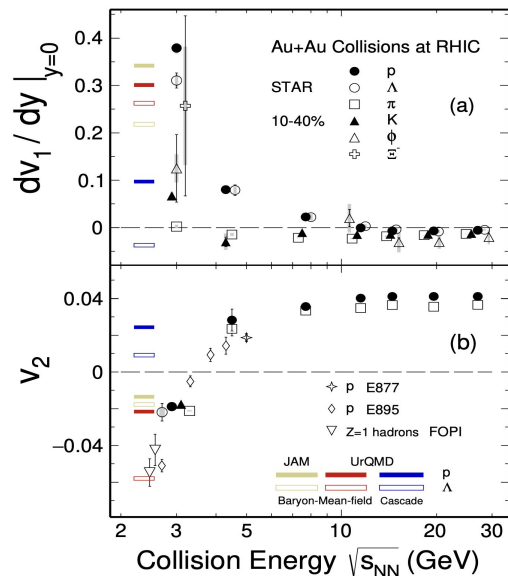 0.4
0.3
0.2
0.1
0
dv₁ / dy |y=0
Au+Au Collisions at RHIC
STAR
10-40%
p
Λ
π
K
ϕ
Ξ⁻
(a)
0.04
0
−0.04
v₂
(b)
p E877
p E895
Z=1 hadrons FOPI
JAM UrQMD
p
Λ
Baryon-Mean-field Cascade
2 3 4 5 10 20 30
Collision Energy √sNN (GeV)